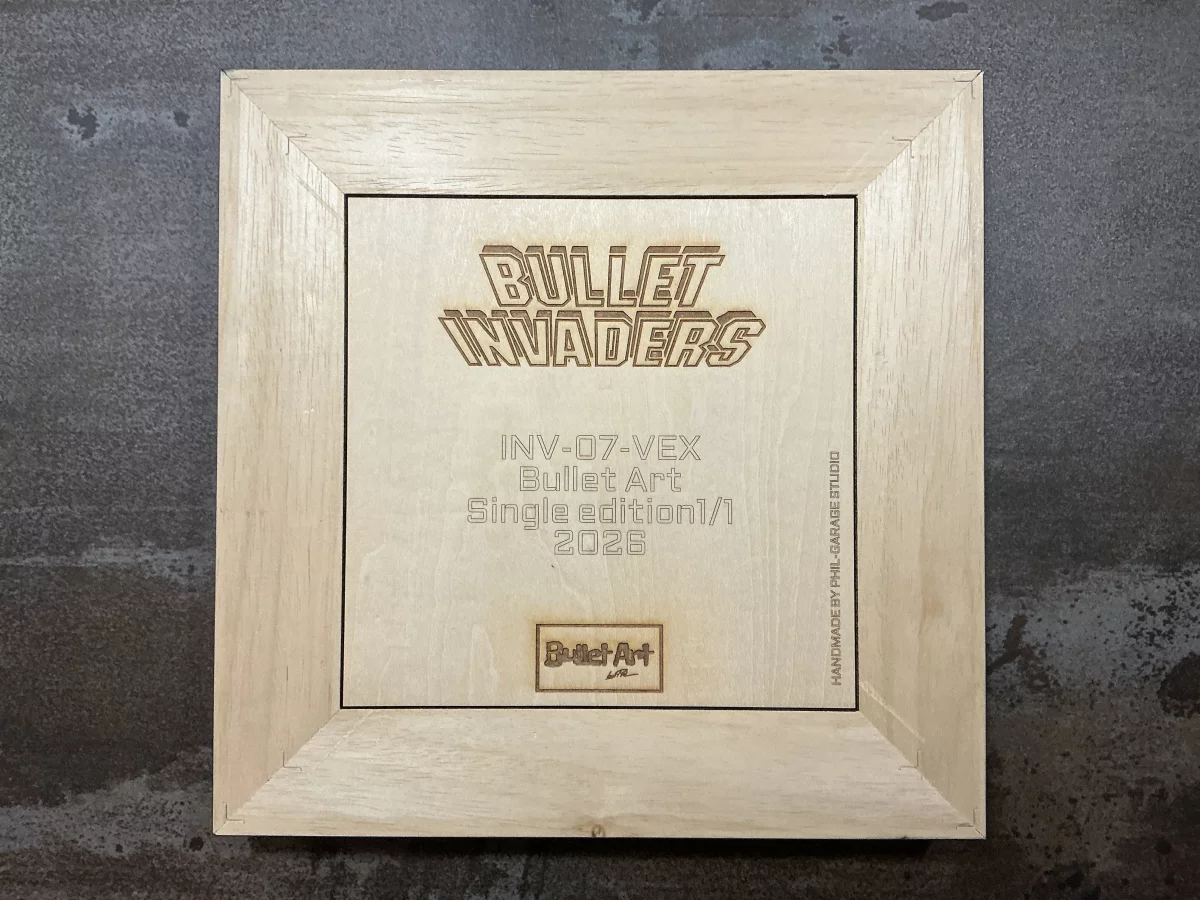 BULLET
INVADERS
INV-07-VEX
Bullet Art
Single edition1/1
2026
Bullet Art
HANDMADE BY PHIL-GARAGE STUDIO